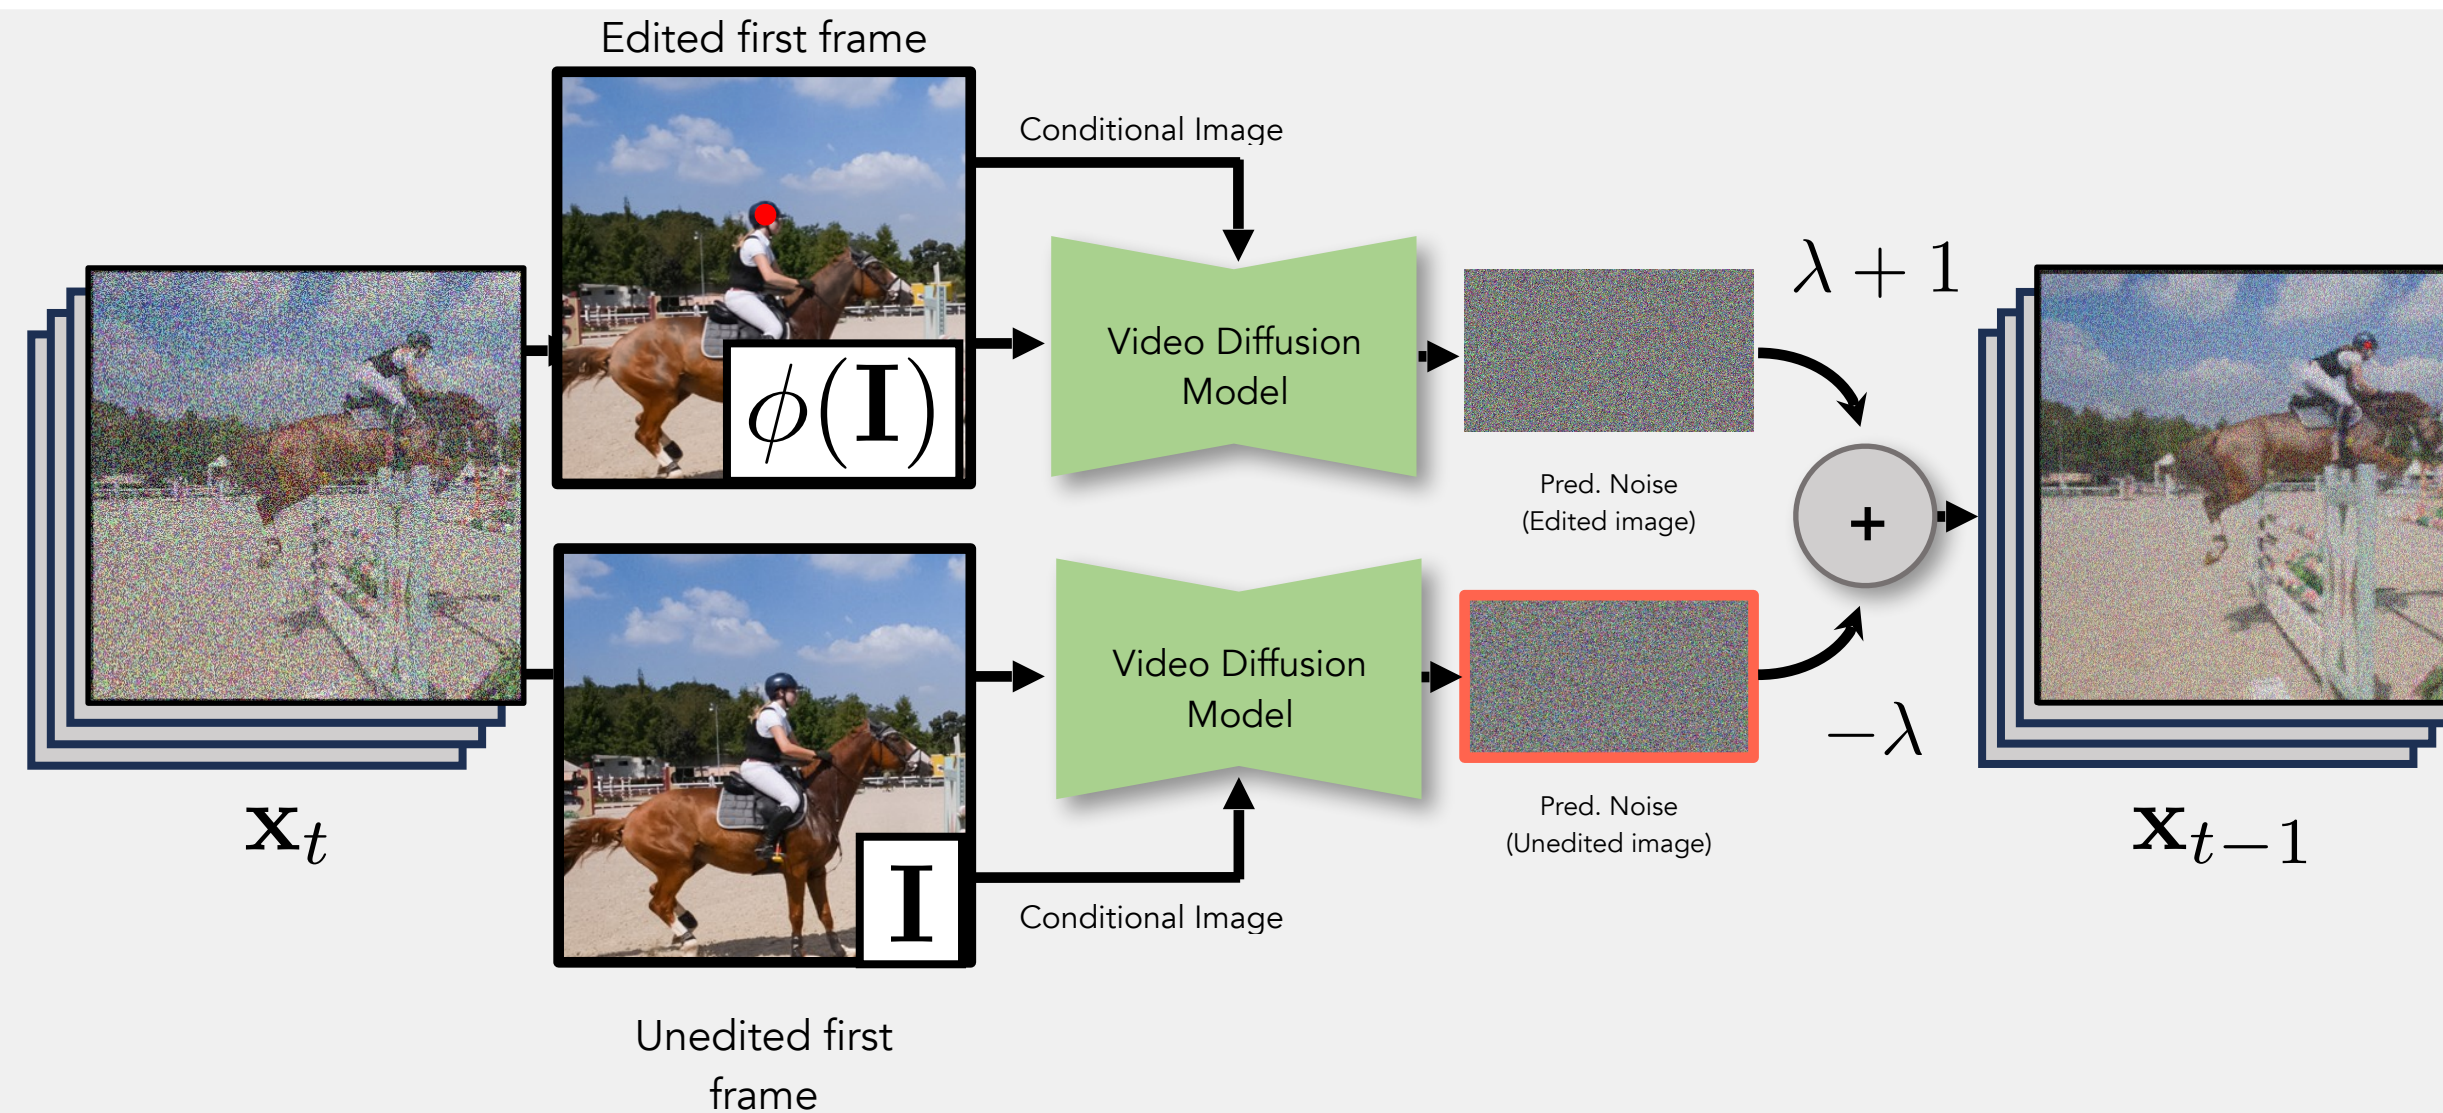 Edited first frame
Conditional Image
ϕ(I)
Video Diffusion
Model
λ + 1
Pred. Noise
(Edited image)
+
x_t
I
Video Diffusion
Model
Conditional Image
−λ
Pred. Noise
(Unedited image)
x_{t−1}
Unedited first
frame